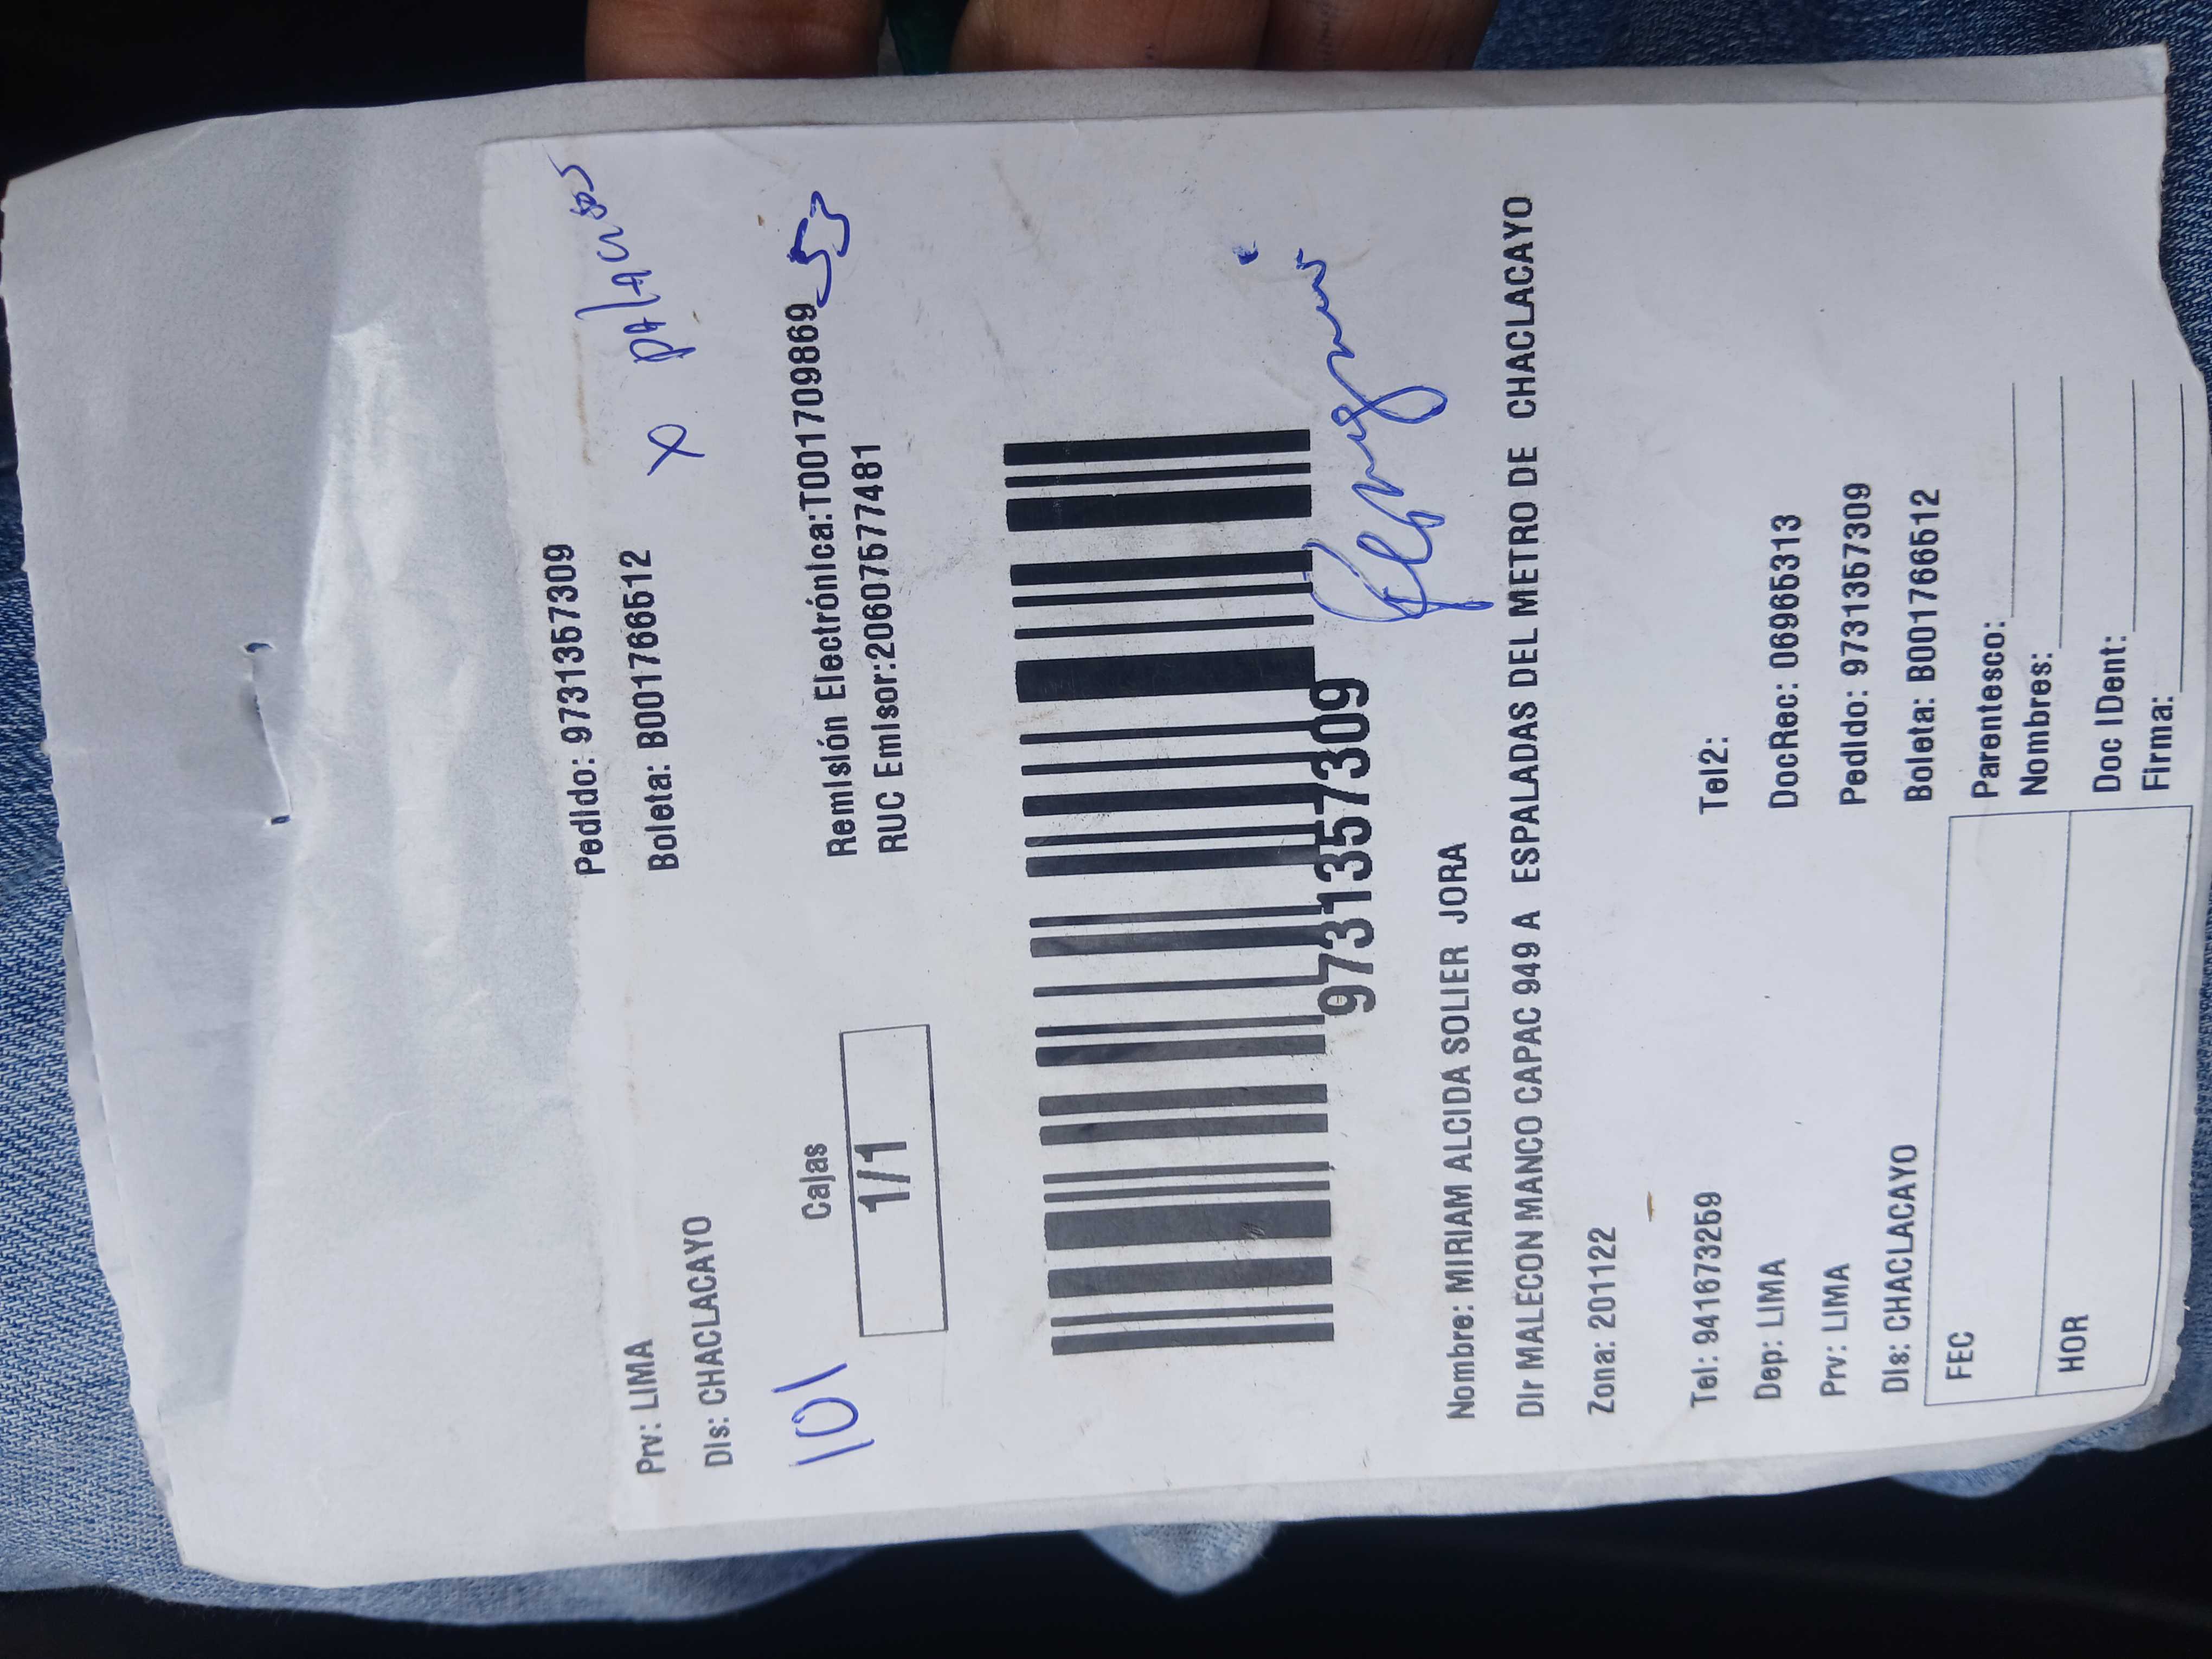 Pedido: 9731357309
Boleta: B001766512
x palacios
Prv: LIMA
Dis: CHACLACAYO
101
Cajas
1/1
Remisión Electrónica:T001709869
53
RUC Emisor:20607577481
9731357309
Nombre: MIRIAM ALCIDA SOLIER JORA
Dir MALECON MANCO CAPAC 949 A ESPALADAS DEL METRO DE CHACLACAYO
Zona: 201122
Tel: 941673259
Tel2:
Dep: LIMA
DocRec: 06965313
Prv: LIMA
Pedido: 9731357309
Dis: CHACLACAYO
Boleta: B001766512
FEC
HOR
Parentesco:
Nombres:
Doc IDent:
Firma: